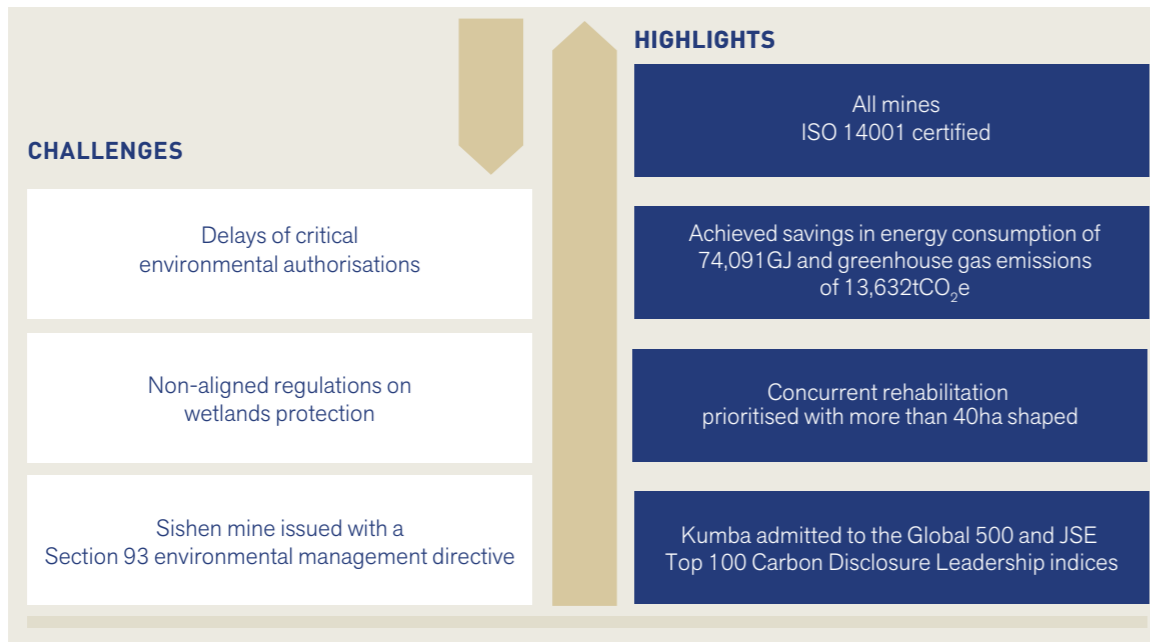 CHALLENGES
Delays of critical
environmental authorisations
Non-aligned regulations on
wetlands protection
Sishen mine issued with a
Section 93 environmental management directive
HIGHLIGHTS
All mines
ISO 14001 certified
Achieved savings in energy consumption of
74,091GJ and greenhouse gas emissions
of 13,632tCO₂e
Concurrent rehabilitation
prioritised with more than 40ha shaped
Kumba admitted to the Global 500 and JSE
Top 100 Carbon Disclosure Leadership indices